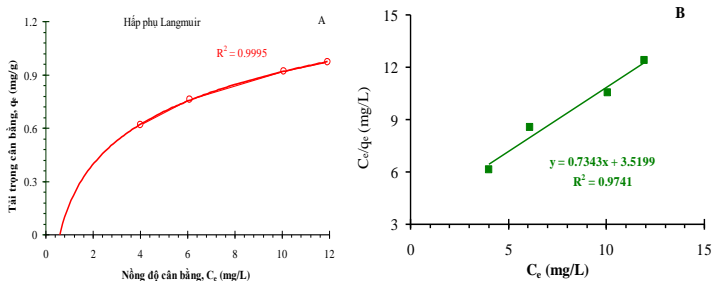 Hấp phụ Langmuir
A
R² = 0.9995
Tải trọng cân bằng, qₑ (mg/g)
1.2
0.9
0.6
0.3
0
0 2 4 6 8 10 12
Nồng độ cân bằng, Cₑ (mg/L)
B
Cₑ/qₑ (mg/L)
15
12
9
6
3
y = 0.7343x + 3.5199
R² = 0.9741
0 5 10 15
Cₑ (mg/L)